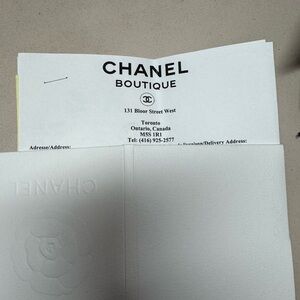 CHANEL
BOUTIQUE
131 Bloor Street West
Toronto
Ontario, Canada
M5S 1R1
Tel: (416) 925-2577
Adresse/Address:
Livraison/Delivery Address:
CHANEL